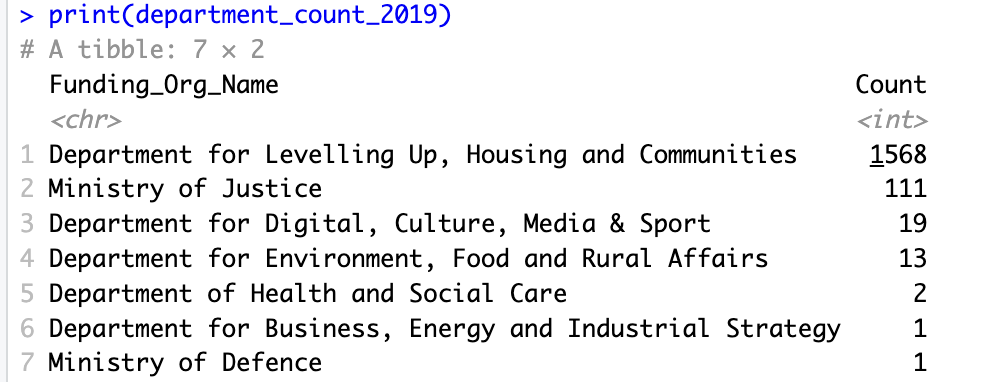 > print(department_count_2019)
# A tibble: 7 × 2
Funding_Org_Name Count
<chr> <int>
1 Department for Levelling Up, Housing and Communities 1568
2 Ministry of Justice 111
3 Department for Digital, Culture, Media & Sport 19
4 Department for Environment, Food and Rural Affairs 13
5 Department of Health and Social Care 2
6 Department for Business, Energy and Industrial Strategy 1
7 Ministry of Defence 1